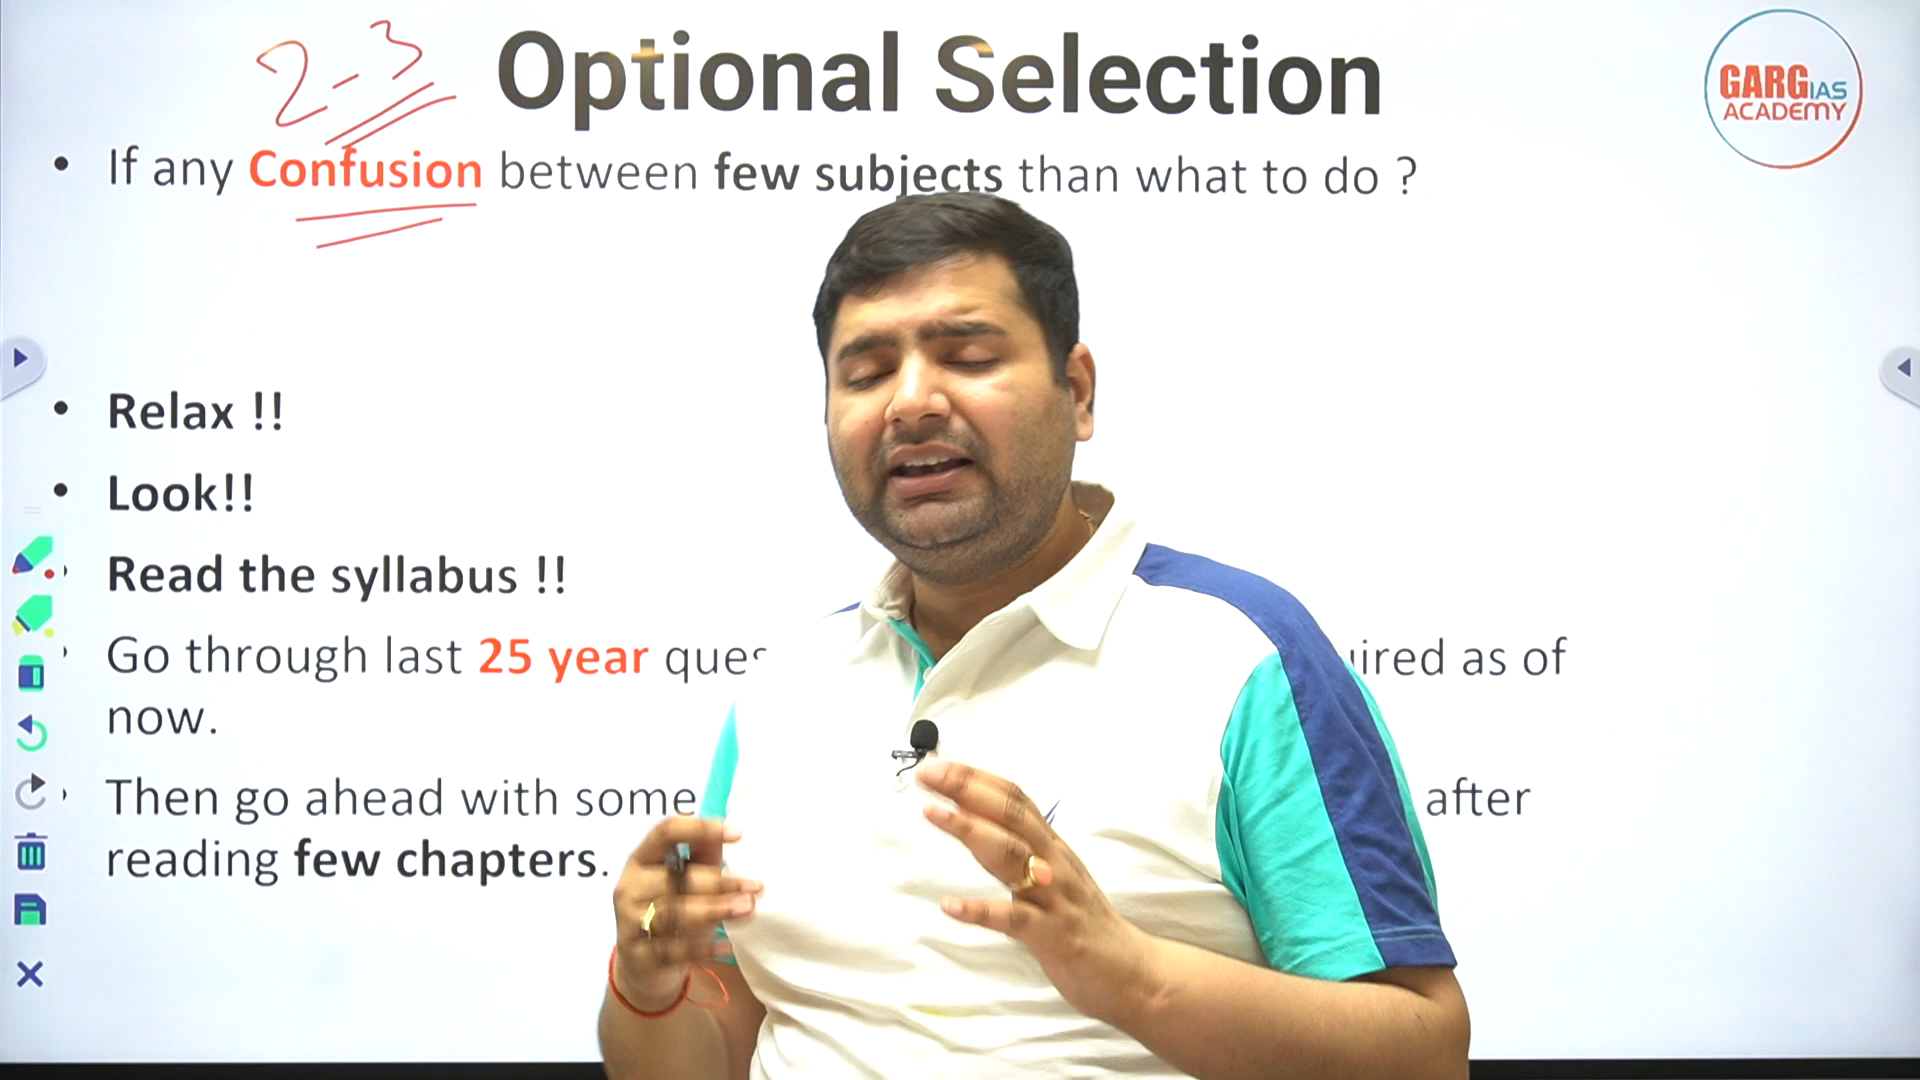 2-3
Optional Selection
GARG IAS
ACADEMY
• If any Confusion between few subjects than what to do ?
• Relax !!
• Look!!
Read the syllabus !!
Go through last 25 year as of
now.
Then go ahead with some after
reading few chapters.